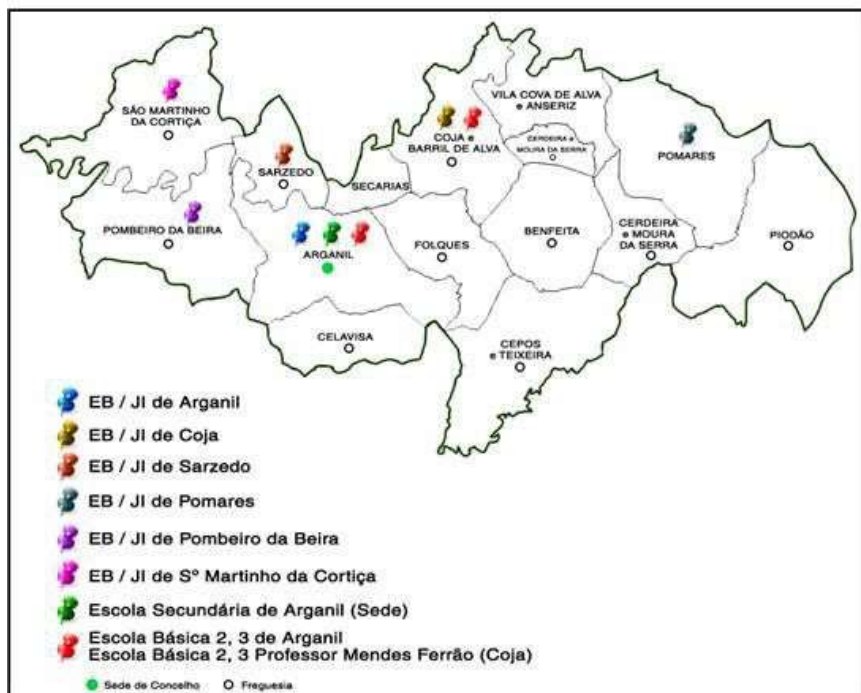 VILA COVA DE ALVA
e ANSERIZ
SÃO MARTINHO
DA CORTIÇA
COJA e
BARRIL DE ALVA
CERDEIRA e
MOURA DA SERRA
POMARES
SARZEDO
SECARIAS
POMBEIRO DA BEIRA
ARGANIL
FOLQUES
BENFEITA
CERDEIRA
e MOURA
DA SERRA
PIODÃO
CELAVISA
CEPOS
e TEIXEIRA
EB / JI de Arganil
EB / JI de Coja
EB / JI de Sarzedo
EB / JI de Pomares
EB / JI de Pombeiro da Beira
EB / JI de Sº Martinho da Cortiça
Escola Secundária de Arganil (Sede)
Escola Básica 2, 3 de Arganil
Escola Básica 2, 3 Professor Mendes Ferrão (Coja)
Sede de Concelho
Freguesia